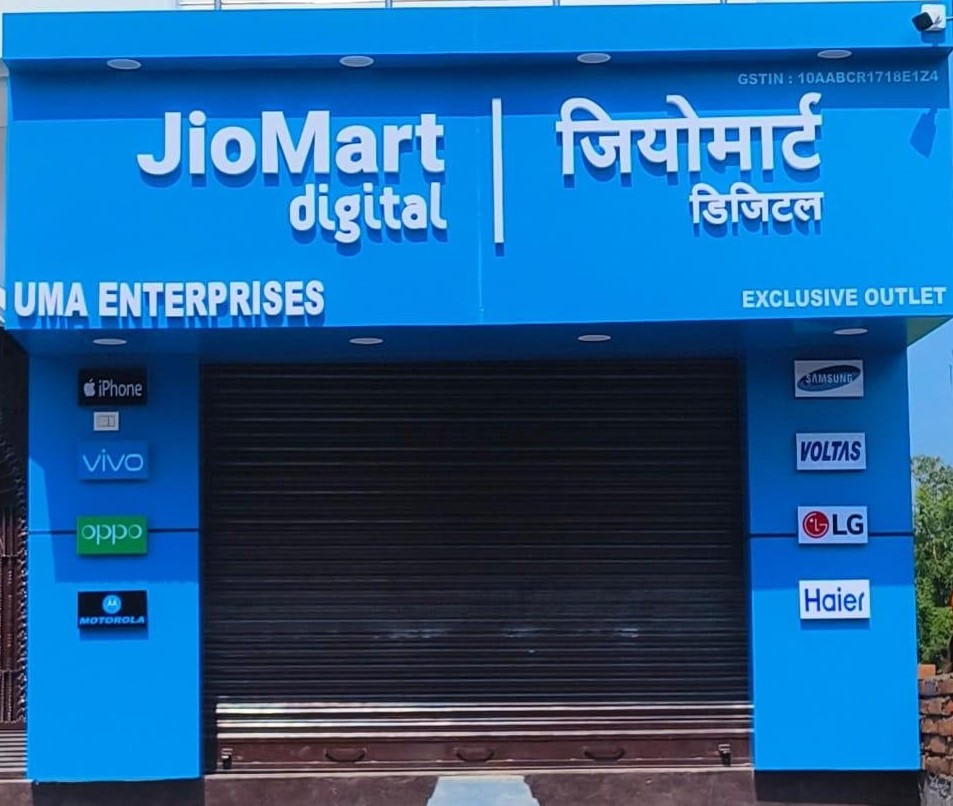 GSTIN : 10AABCR1718E1Z4
JioMart
digital
जियोमार्ट
डिजिटल
UMA ENTERPRISES
EXCLUSIVE OUTLET
iPhone
vivo
oppo
MOTOROLA
SAMSUNG
VOLTAS
LG
Haier